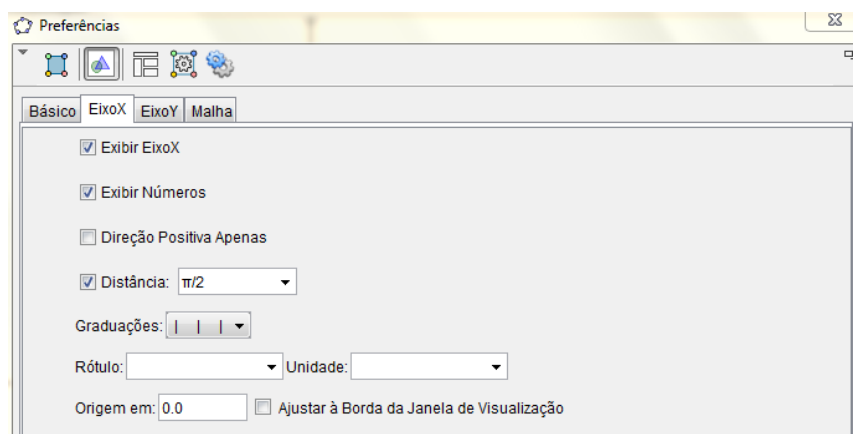 Preferências
Básico EixoX EixoY Malha
Exibir EixoX
Exibir Números
Direção Positiva Apenas
Distância: π/2
Graduações:
Rótulo: Unidade:
Origem em: 0.0 Ajustar à Borda da Janela de Visualização